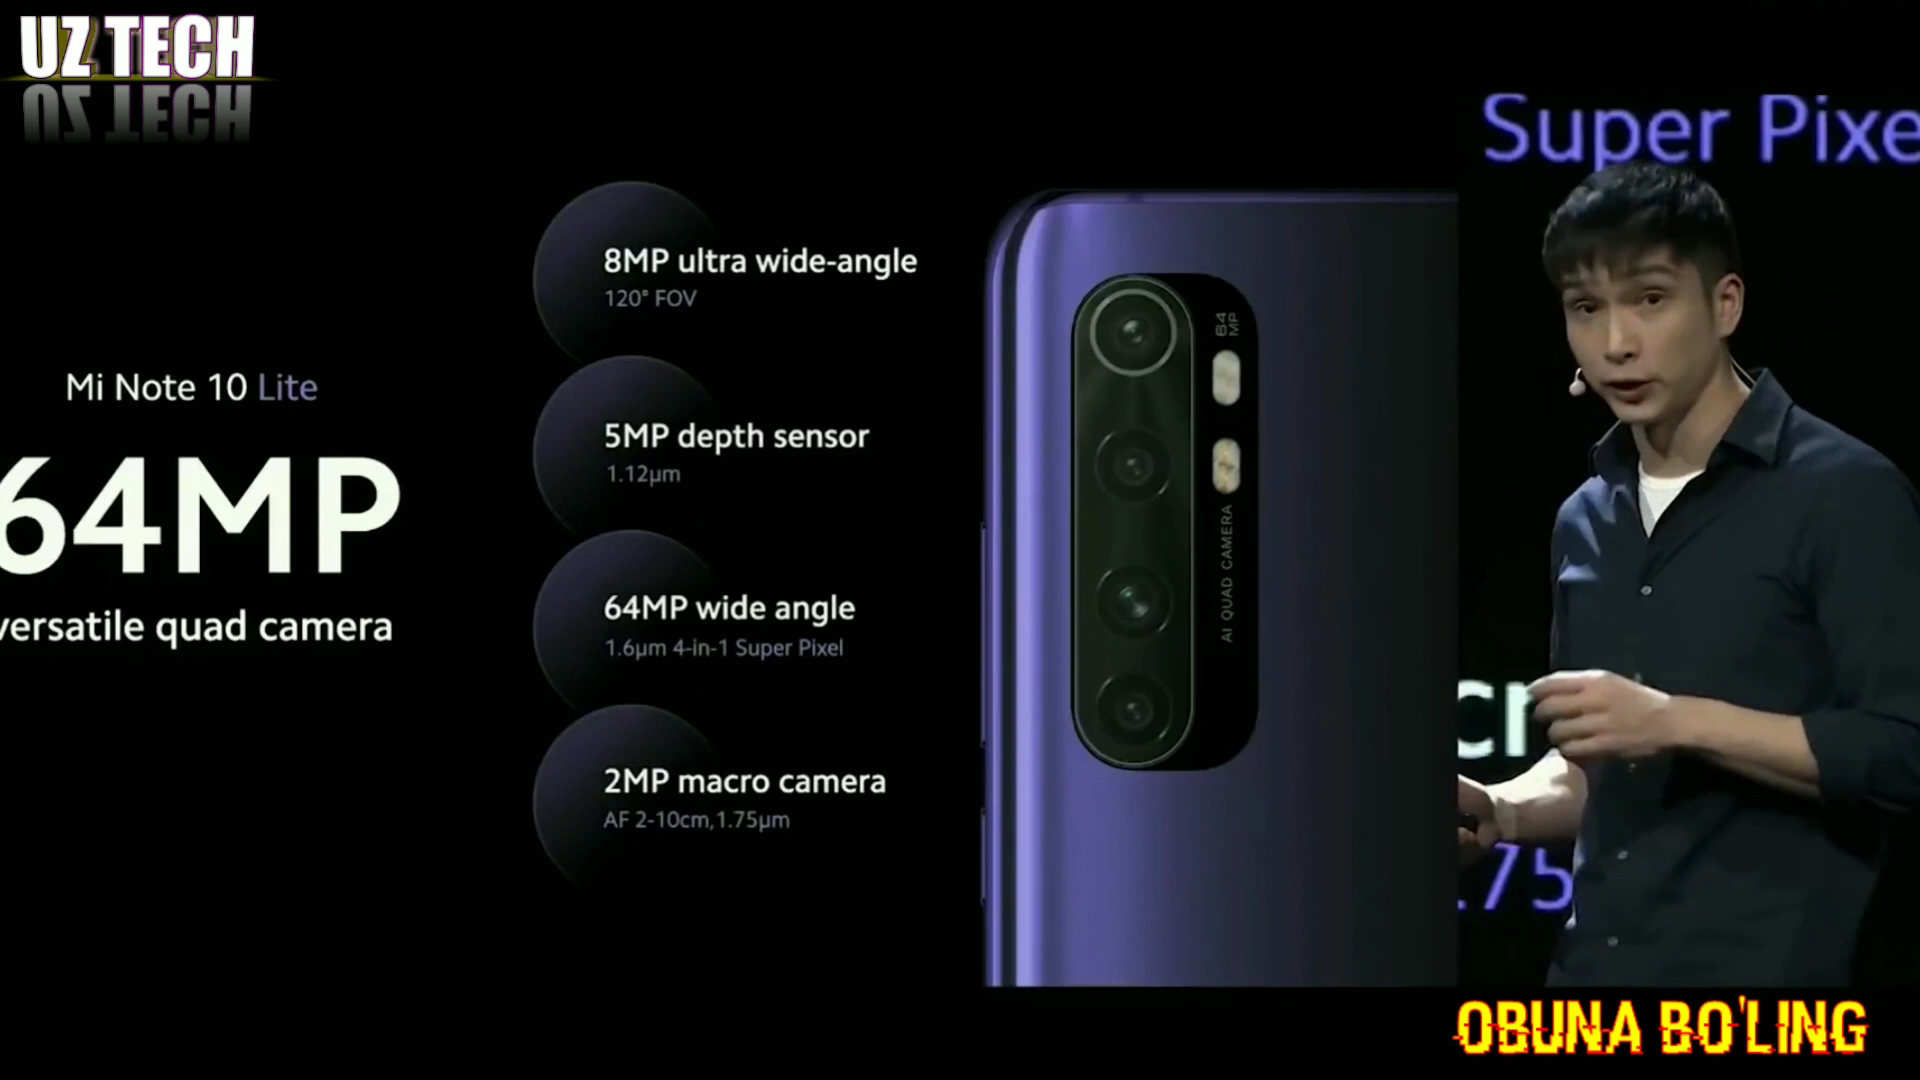 UZ TECH
Super Pixe
8MP ultra wide-angle
120° FOV
Mi Note 10 Lite
64MP
versatile quad camera
5MP depth sensor
1.12µm
64MP wide angle
1.6µm 4-in-1 Super Pixel
2MP macro camera
AF 2-10cm,1.75µm
64
MP
AI QUAD CAMERA
cr
.75
OBUNA BO'LING